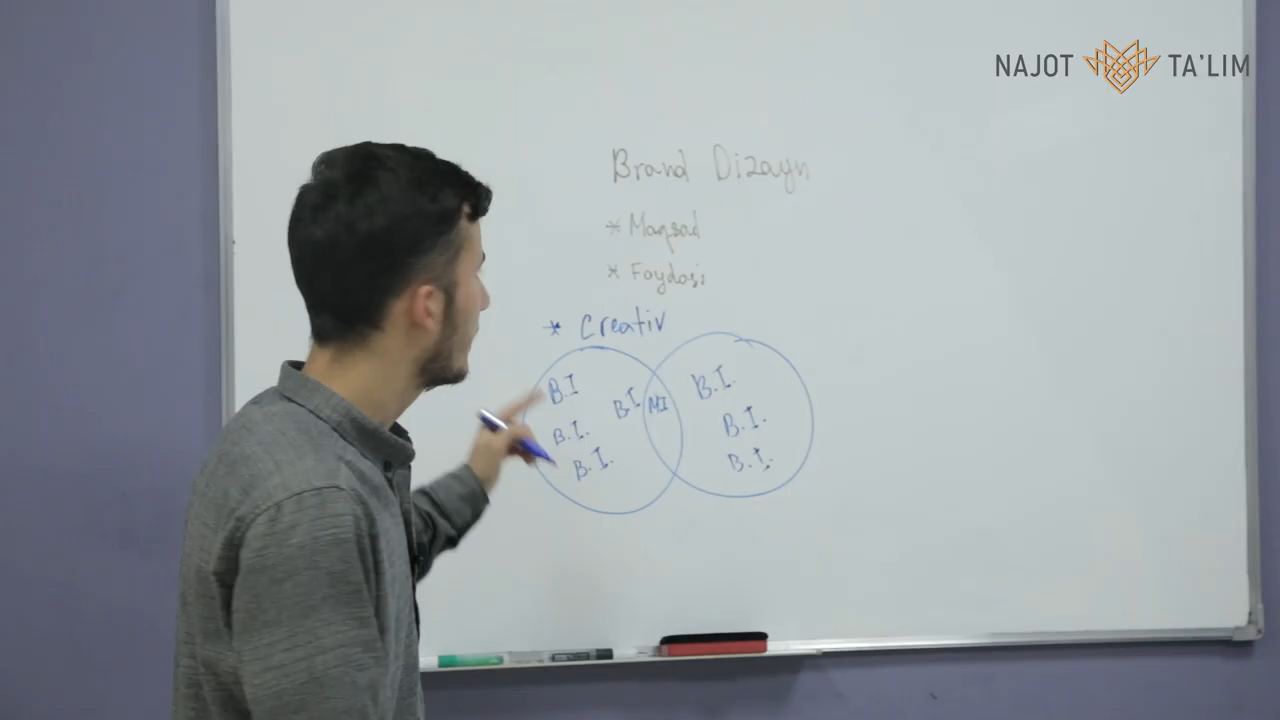 NAJOT TA'LIM
Brand Dizayn
* Maqsad
* Foydasi
* Creativ
B.I
B.I.
B.I.
B.I
MI
B.I.
B.I.
B.I.